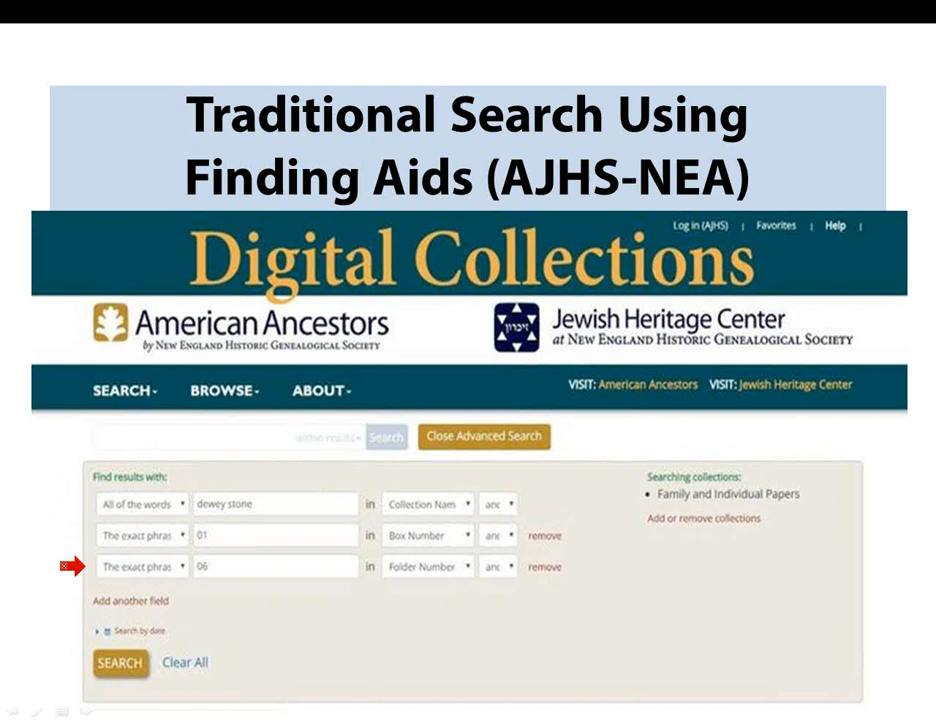 Traditional Search Using
Finding Aids (AJHS-NEA)
Log in (AJHS) | Favorites | Help |
Digital Collections
American Ancestors
by NEW ENGLAND HISTORIC GENEALOGICAL SOCIETY
זיכרון
Jewish Heritage Center
at NEW ENGLAND HISTORIC GENEALOGICAL SOCIETY
SEARCH BROWSE ABOUT
VISIT: American Ancestors VISIT: Jewish Heritage Center
within results Search Close Advanced Search
Find results with:
Searching collections:
• Family and Individual Papers
Add or remove collections
All of the words dewey stone in Collection Nam anc
The exact phras 01 in Box Number anc remove
The exact phras 06 in Folder Number anc remove
Add another field
Search by date
SEARCH Clear All